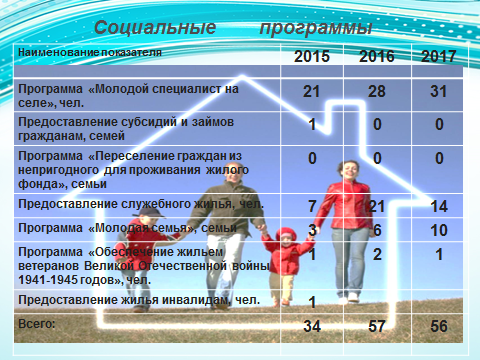 Социальные программы
Наименование показателя 2015 2016 2017
Программа «Молодой специалист на
селе», чел. 21 28 31
Предоставление субсидий и займов
гражданам, семей 1 0 0
Программа «Переселение граждан из
непригодного для проживания жилого
фонда», семьи 0 0 0
Предоставление служебного жилья, чел. 7 21 14
Программа «Молодая семья», семьи 3 6 10
Программа «Обеспечение жильем
ветеранов Великой Отечественной войны
1941-1945 годов», чел. 1 2 1
Предоставление жилья инвалидам, чел. 1
Всего: 34 57 56